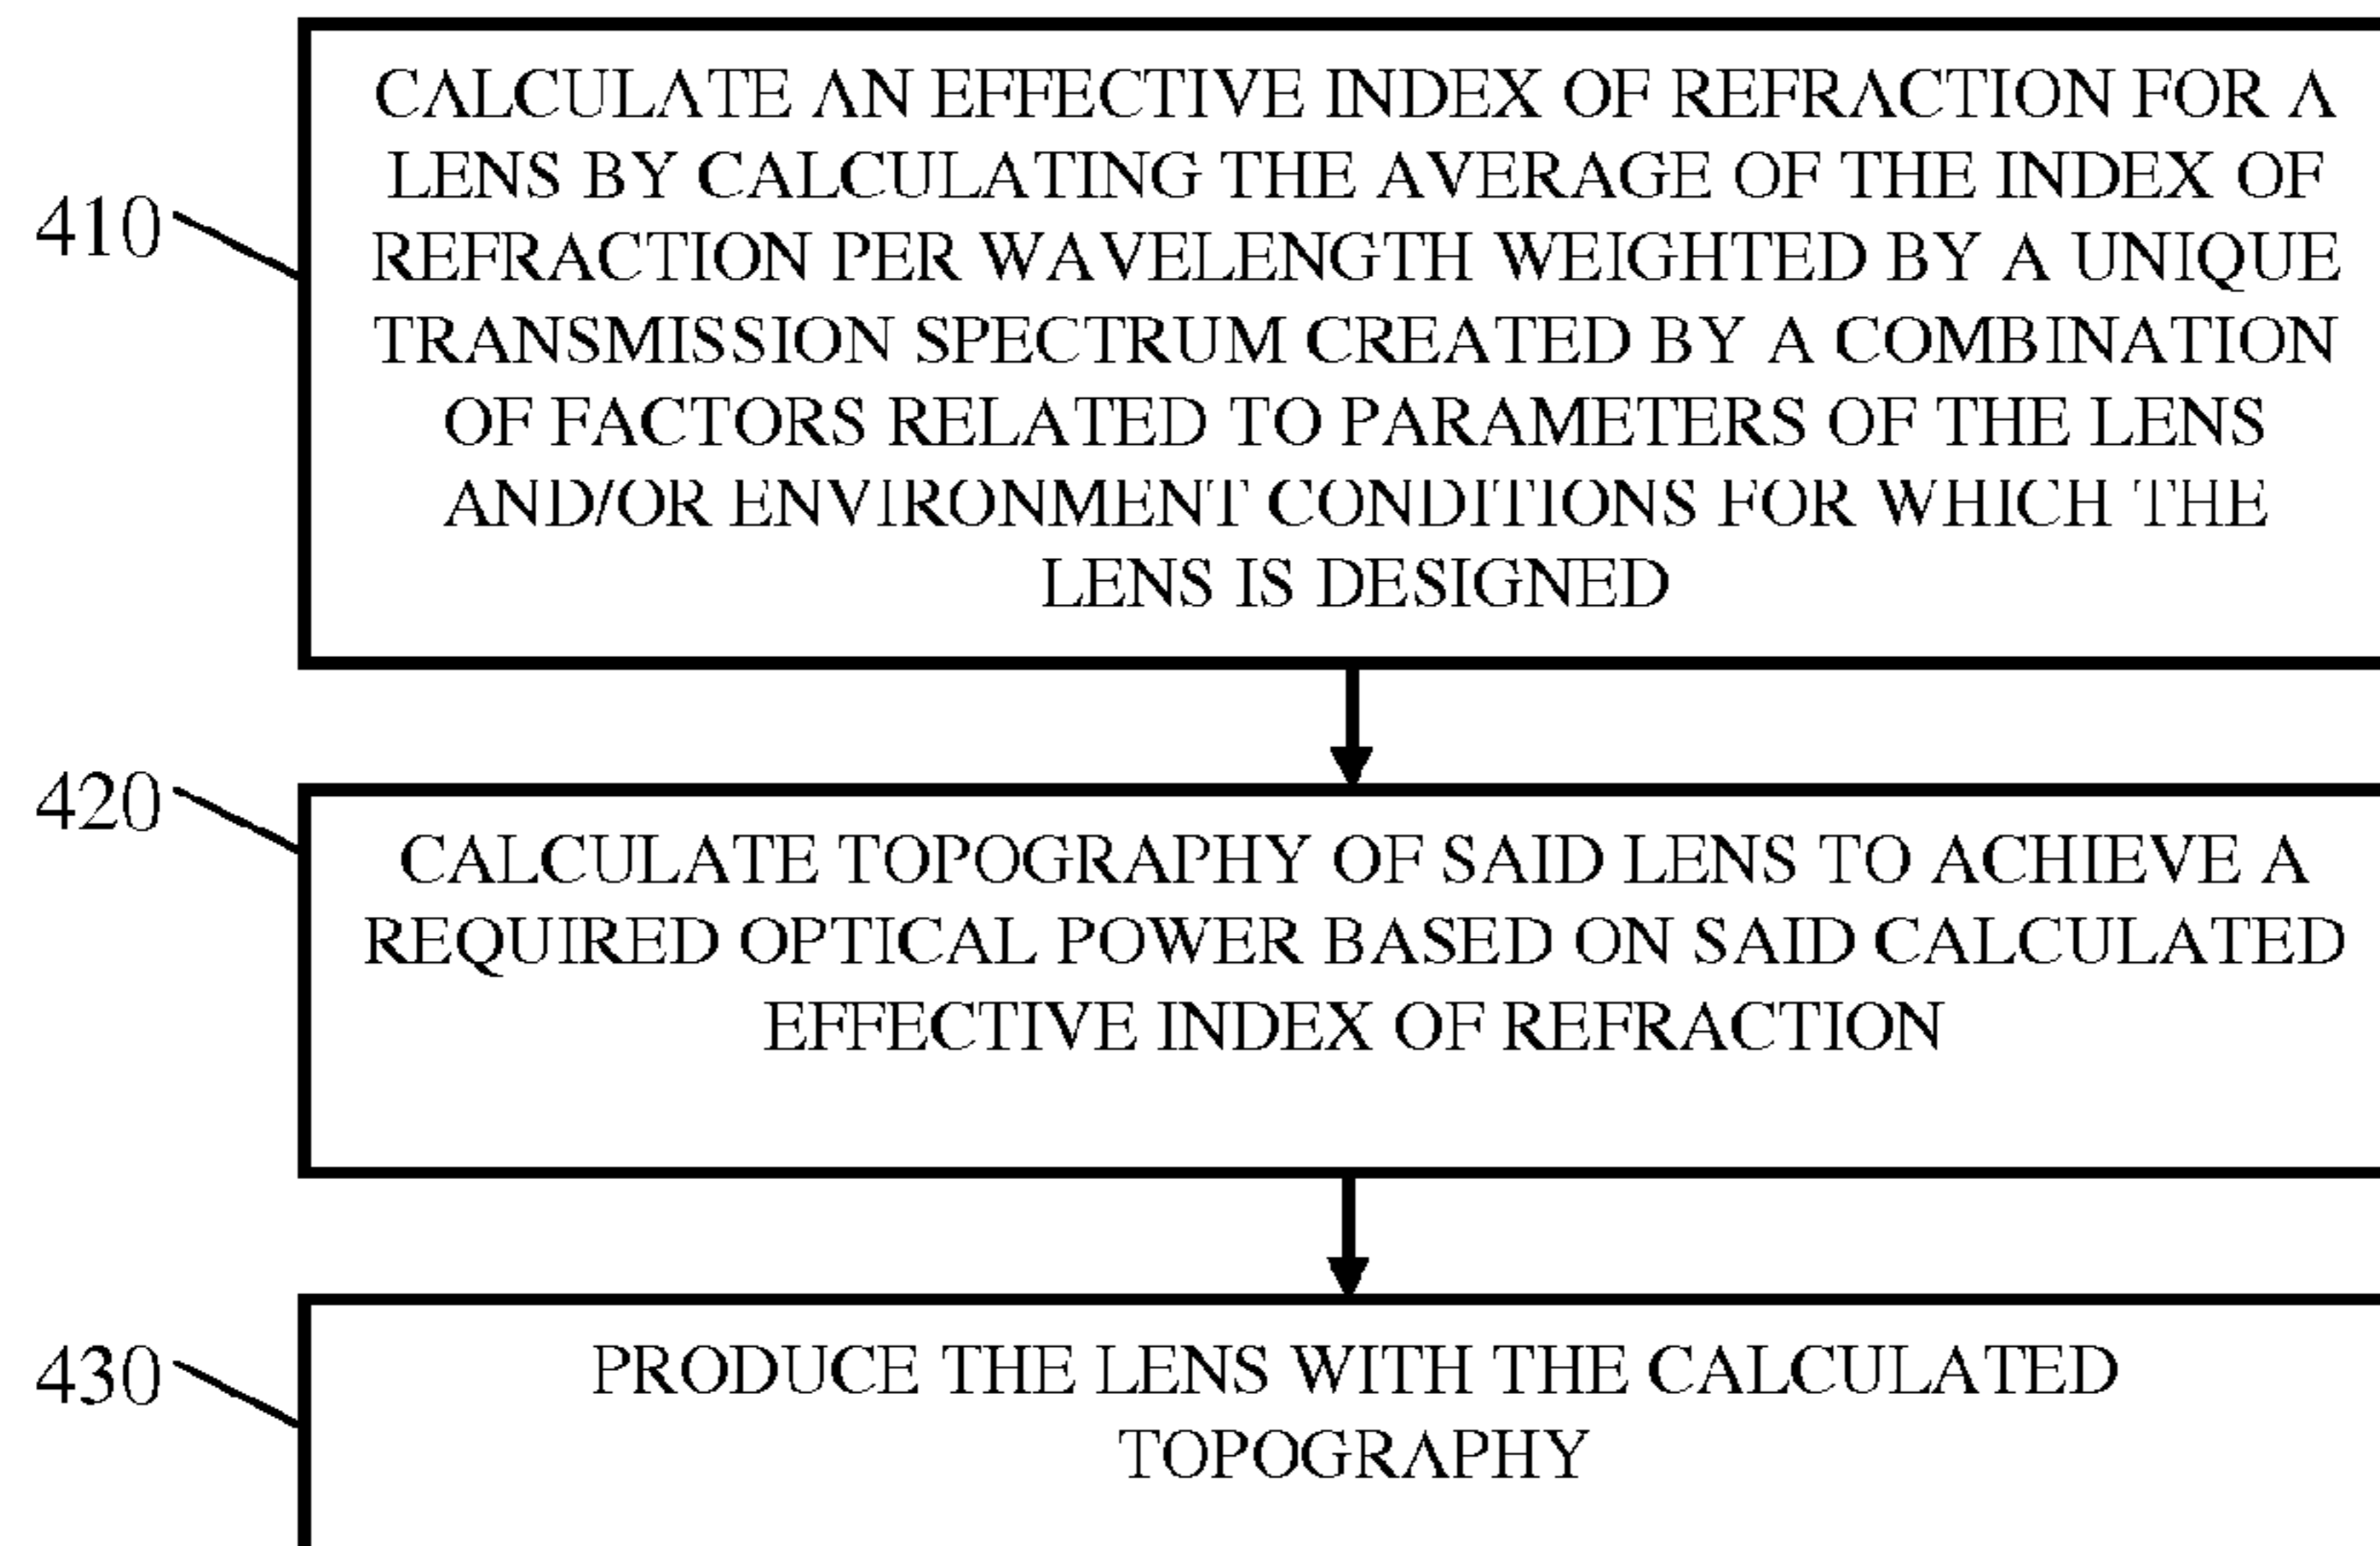 CALCULATE AN EFFECTIVE INDEX OF REFRACTION FOR A
LENS BY CALCULATING THE AVERAGE OF THE INDEX OF
410
REFRACTION PER WAVELENGTH WEIGHTED BY A UNIQUE
TRANSMISSION SPECTRUM CREATED BY A COMBINATION
OF FACTORS RELATED TO PARAMETERS OF THE LENS
AND/OR ENVIRONMENT CONDITIONS FOR WHICH THE
LENS IS DESIGNED
420
CALCULATE TOPOGRAPHY OF SAID LENS TO ACHIEVE A
REQUIRED OPTICAL POWER BASED ON SAID CALCULATED
EFFECTIVE INDEX OF REFRACTION
430
PRODUCE THE LENS WITH THE CALCULATED
TOPOGRAPHY